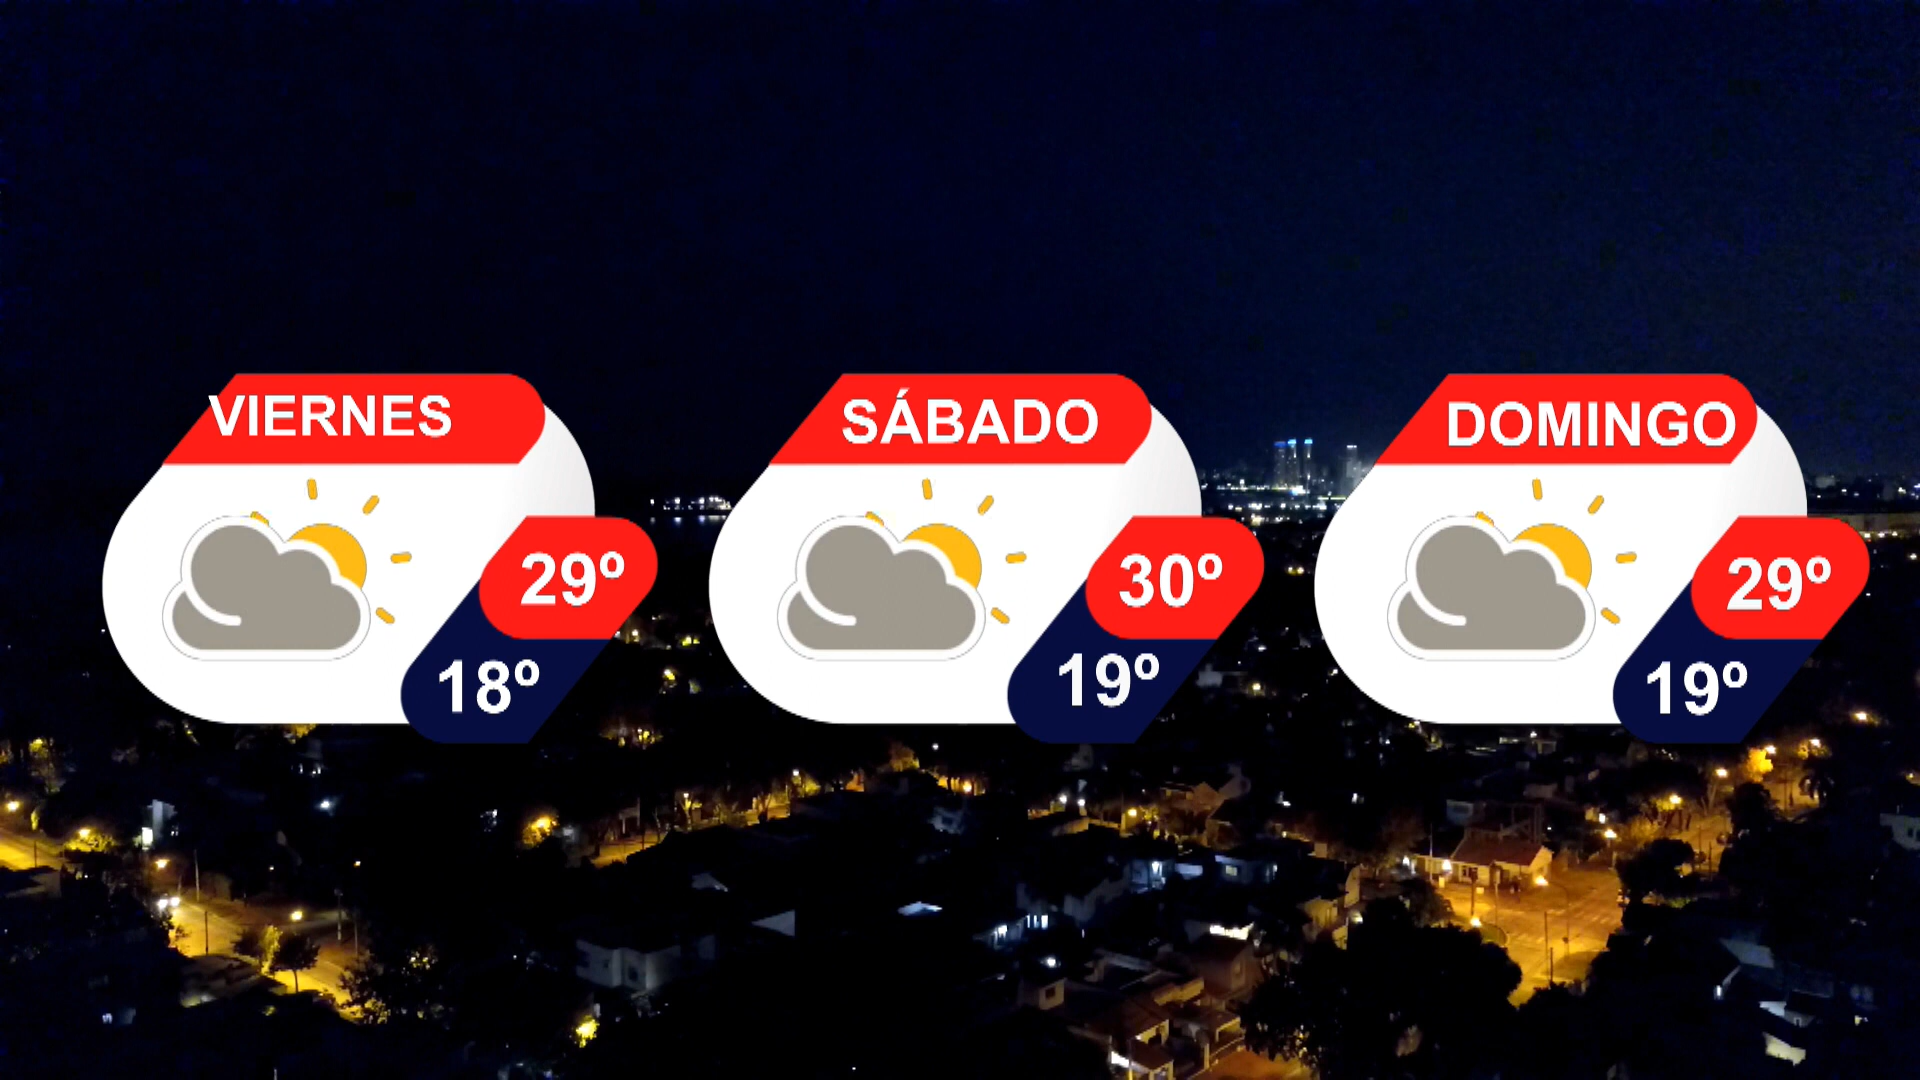 VIERNES
29º
18º
SÁBADO
30º
19º
DOMINGO
29º
19º